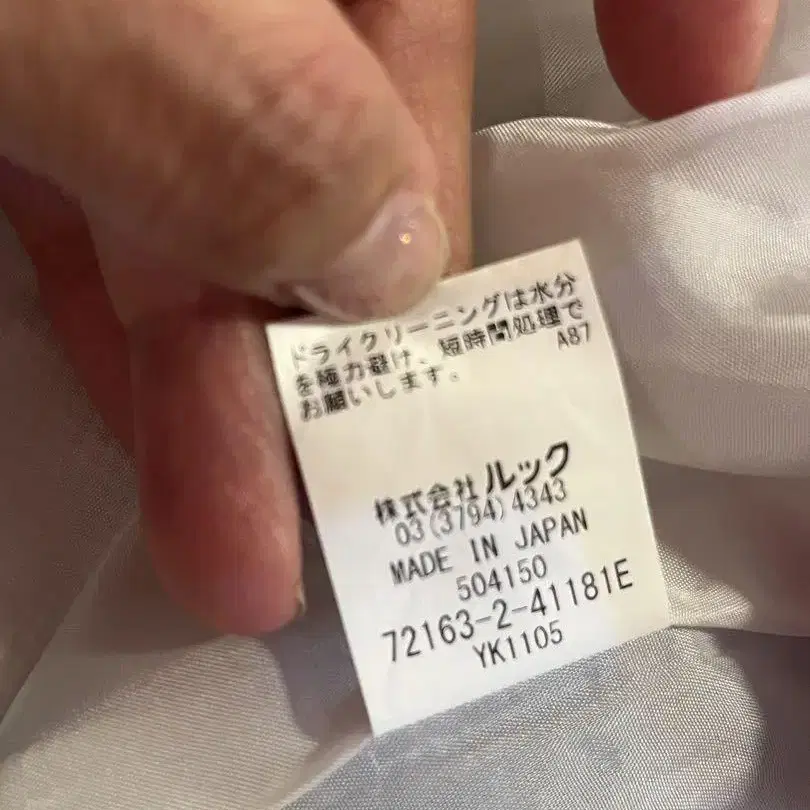 ドライクリーニングは水分
を極力避け、短時間処理で
お願いします。
A87
株式会社 ルック
03(3794)4343
MADE IN JAPAN
504150
72163-2-41181E
YK1105